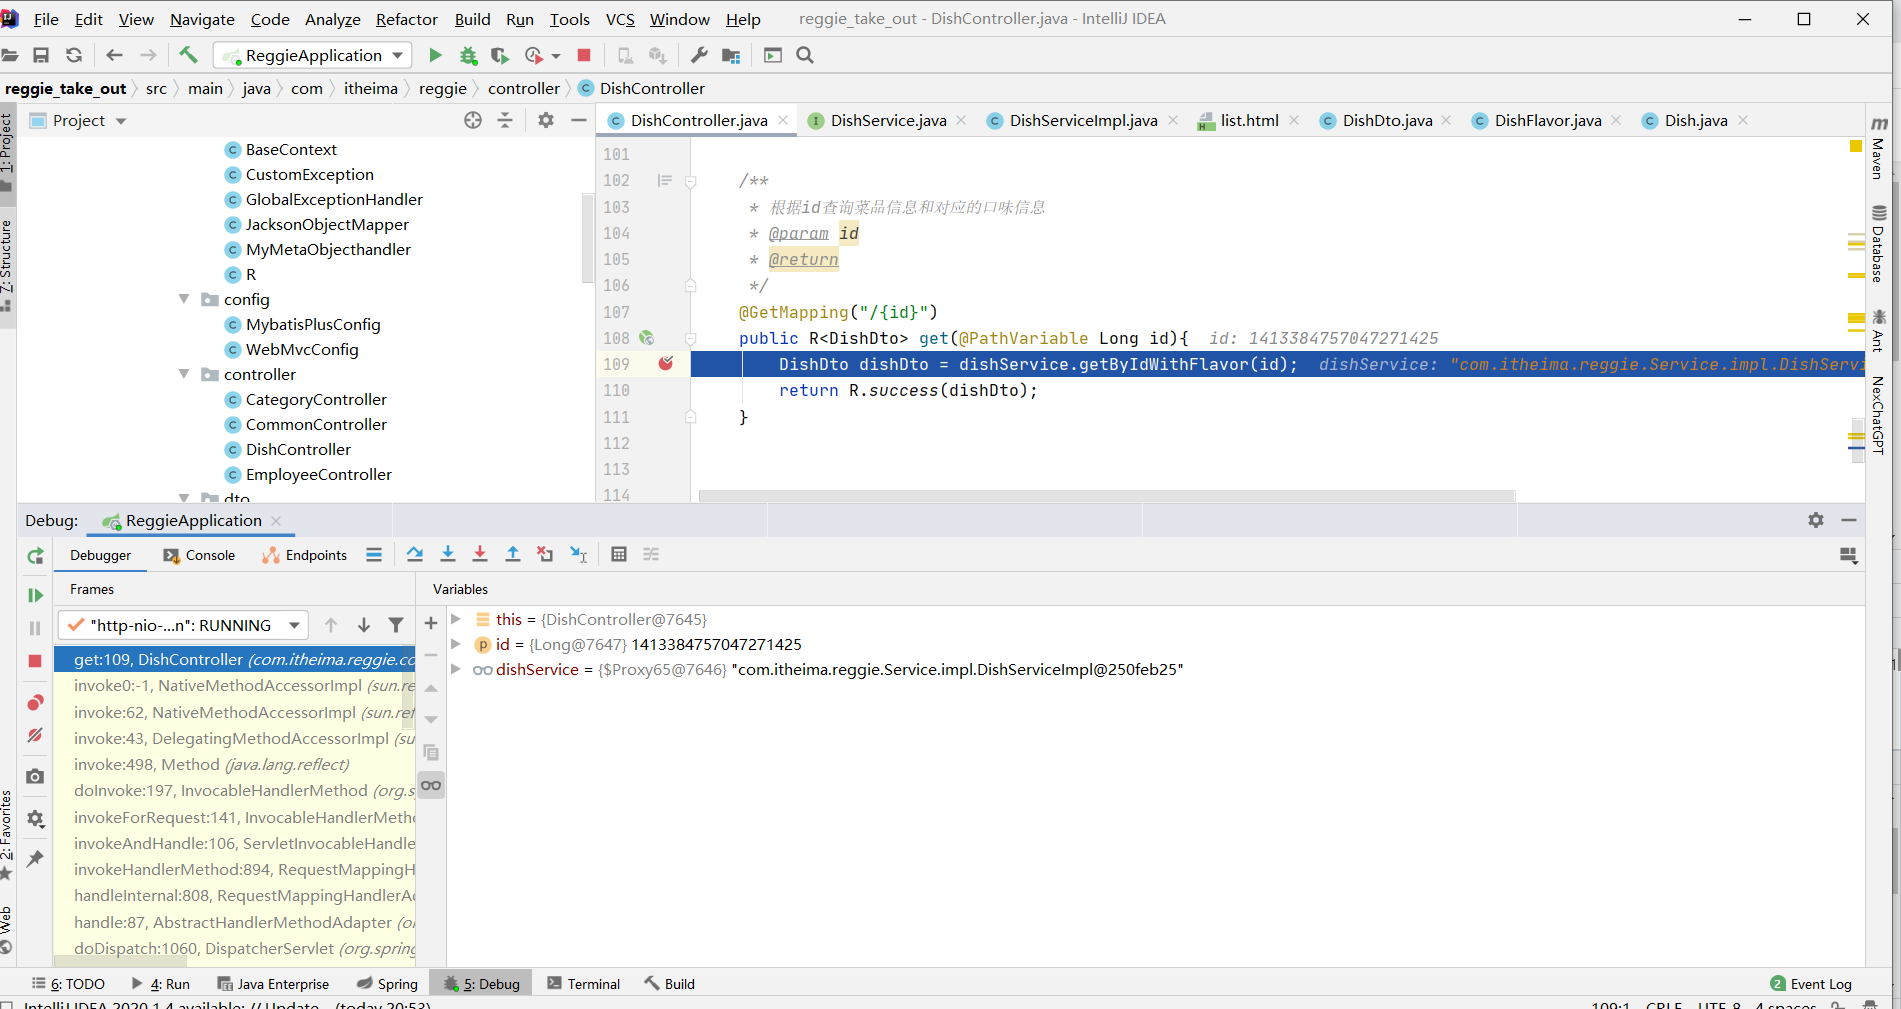 File Edit View Navigate Code Analyze Refactor Build Run Tools VCS Window Help reggie_take_out - DishController.java - IntelliJ IDEA
ReggieApplication
reggie_take_out src main java com itheima reggie controller DishController
Project
DishController.java DishService.java DishServiceImpl.java list.html DishDto.java DishFlavor.java Dish.java
1: Project
7: Structure
2: Favorites
Web
BaseContext
CustomException
GlobalExceptionHandler
JacksonObjectMapper
MyMetaObjecthandler
R
config
MybatisPlusConfig
WebMvcConfig
controller
CategoryController
CommonController
DishController
EmployeeController
dto
101
102 /**
103 * 根据id查询菜品信息和对应的口味信息
104 * @param id
105 * @return
106 */
107 @GetMapping("/{id}")
108 public R<DishDto> get(@PathVariable Long id){ id: 1413384757047271425
109 DishDto dishDto = dishService.getByIdWithFlavor(id); dishService: "com.itheima.reggie.Service.impl.DishServi
110 return R.success(dishDto);
111 }
112
113
114
Maven
Database
Ant
NexChatGPT
Debug: ReggieApplication
Debugger Console Endpoints
Frames
Variables
"http-nio-...n": RUNNING
get:109, DishController (com.itheima.reggie.co
invoke0:-1, NativeMethodAccessorImpl (sun.re
invoke:62, NativeMethodAccessorImpl (sun.ref
invoke:43, DelegatingMethodAccessorImpl (su
invoke:498, Method (java.lang.reflect)
doInvoke:197, InvocableHandlerMethod (org.s
invokeForRequest:141, InvocableHandlerMetho
invokeAndHandle:106, ServletInvocableHandle
invokeHandlerMethod:894, RequestMappingH
handleInternal:808, RequestMappingHandlerAd
handle:87, AbstractHandlerMethodAdapter (o
doDispatch:1060, DispatcherServlet (org.spring
this = {DishController@7645}
id = {Long@7647} 1413384757047271425
dishService = {$Proxy65@7646} "com.itheima.reggie.Service.impl.DishServiceImpl@250feb25"
6: TODO 4: Run Java Enterprise Spring 5: Debug Terminal Build 2 Event Log
IntelliJ IDEA 2020.1.4 available: // Update... (today 20:53) 109:1 CRLF UTF-8 4 spaces